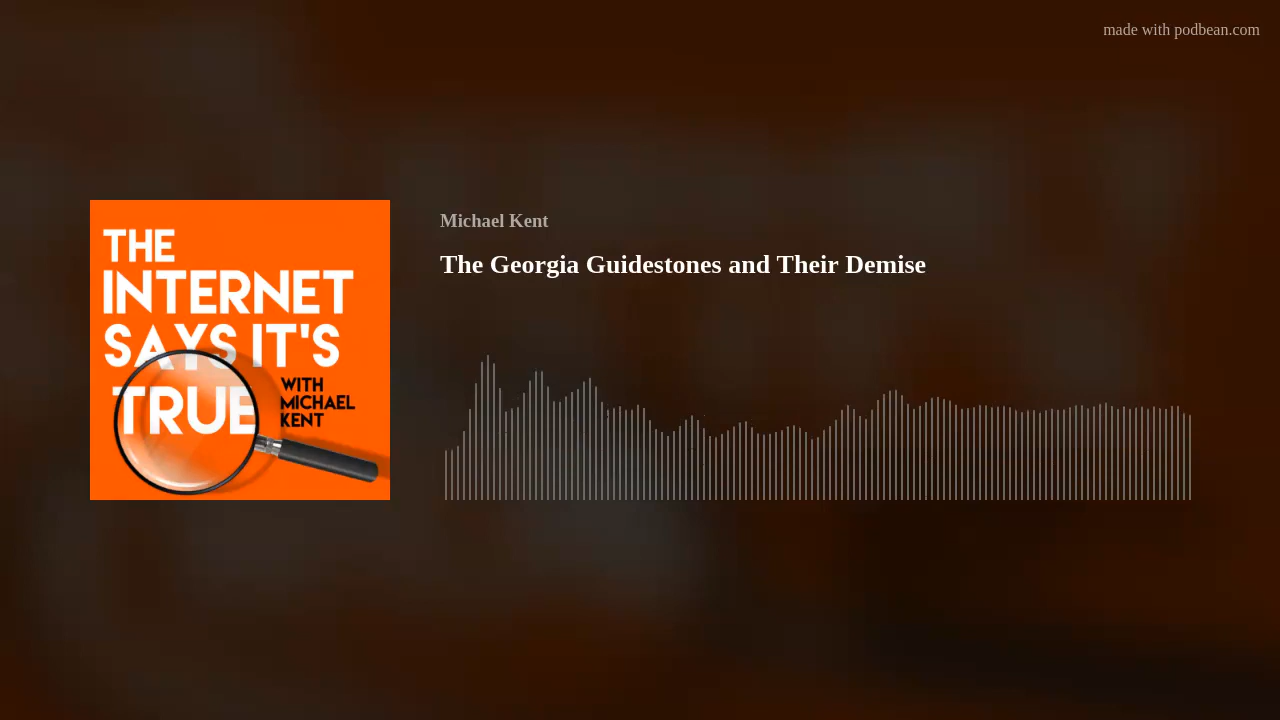 made with podbean.com
THE
INTERNET
SAYS IT'S
TRUE
WITH
MICHAEL
KENT
Michael Kent
The Georgia Guidestones and Their Demise